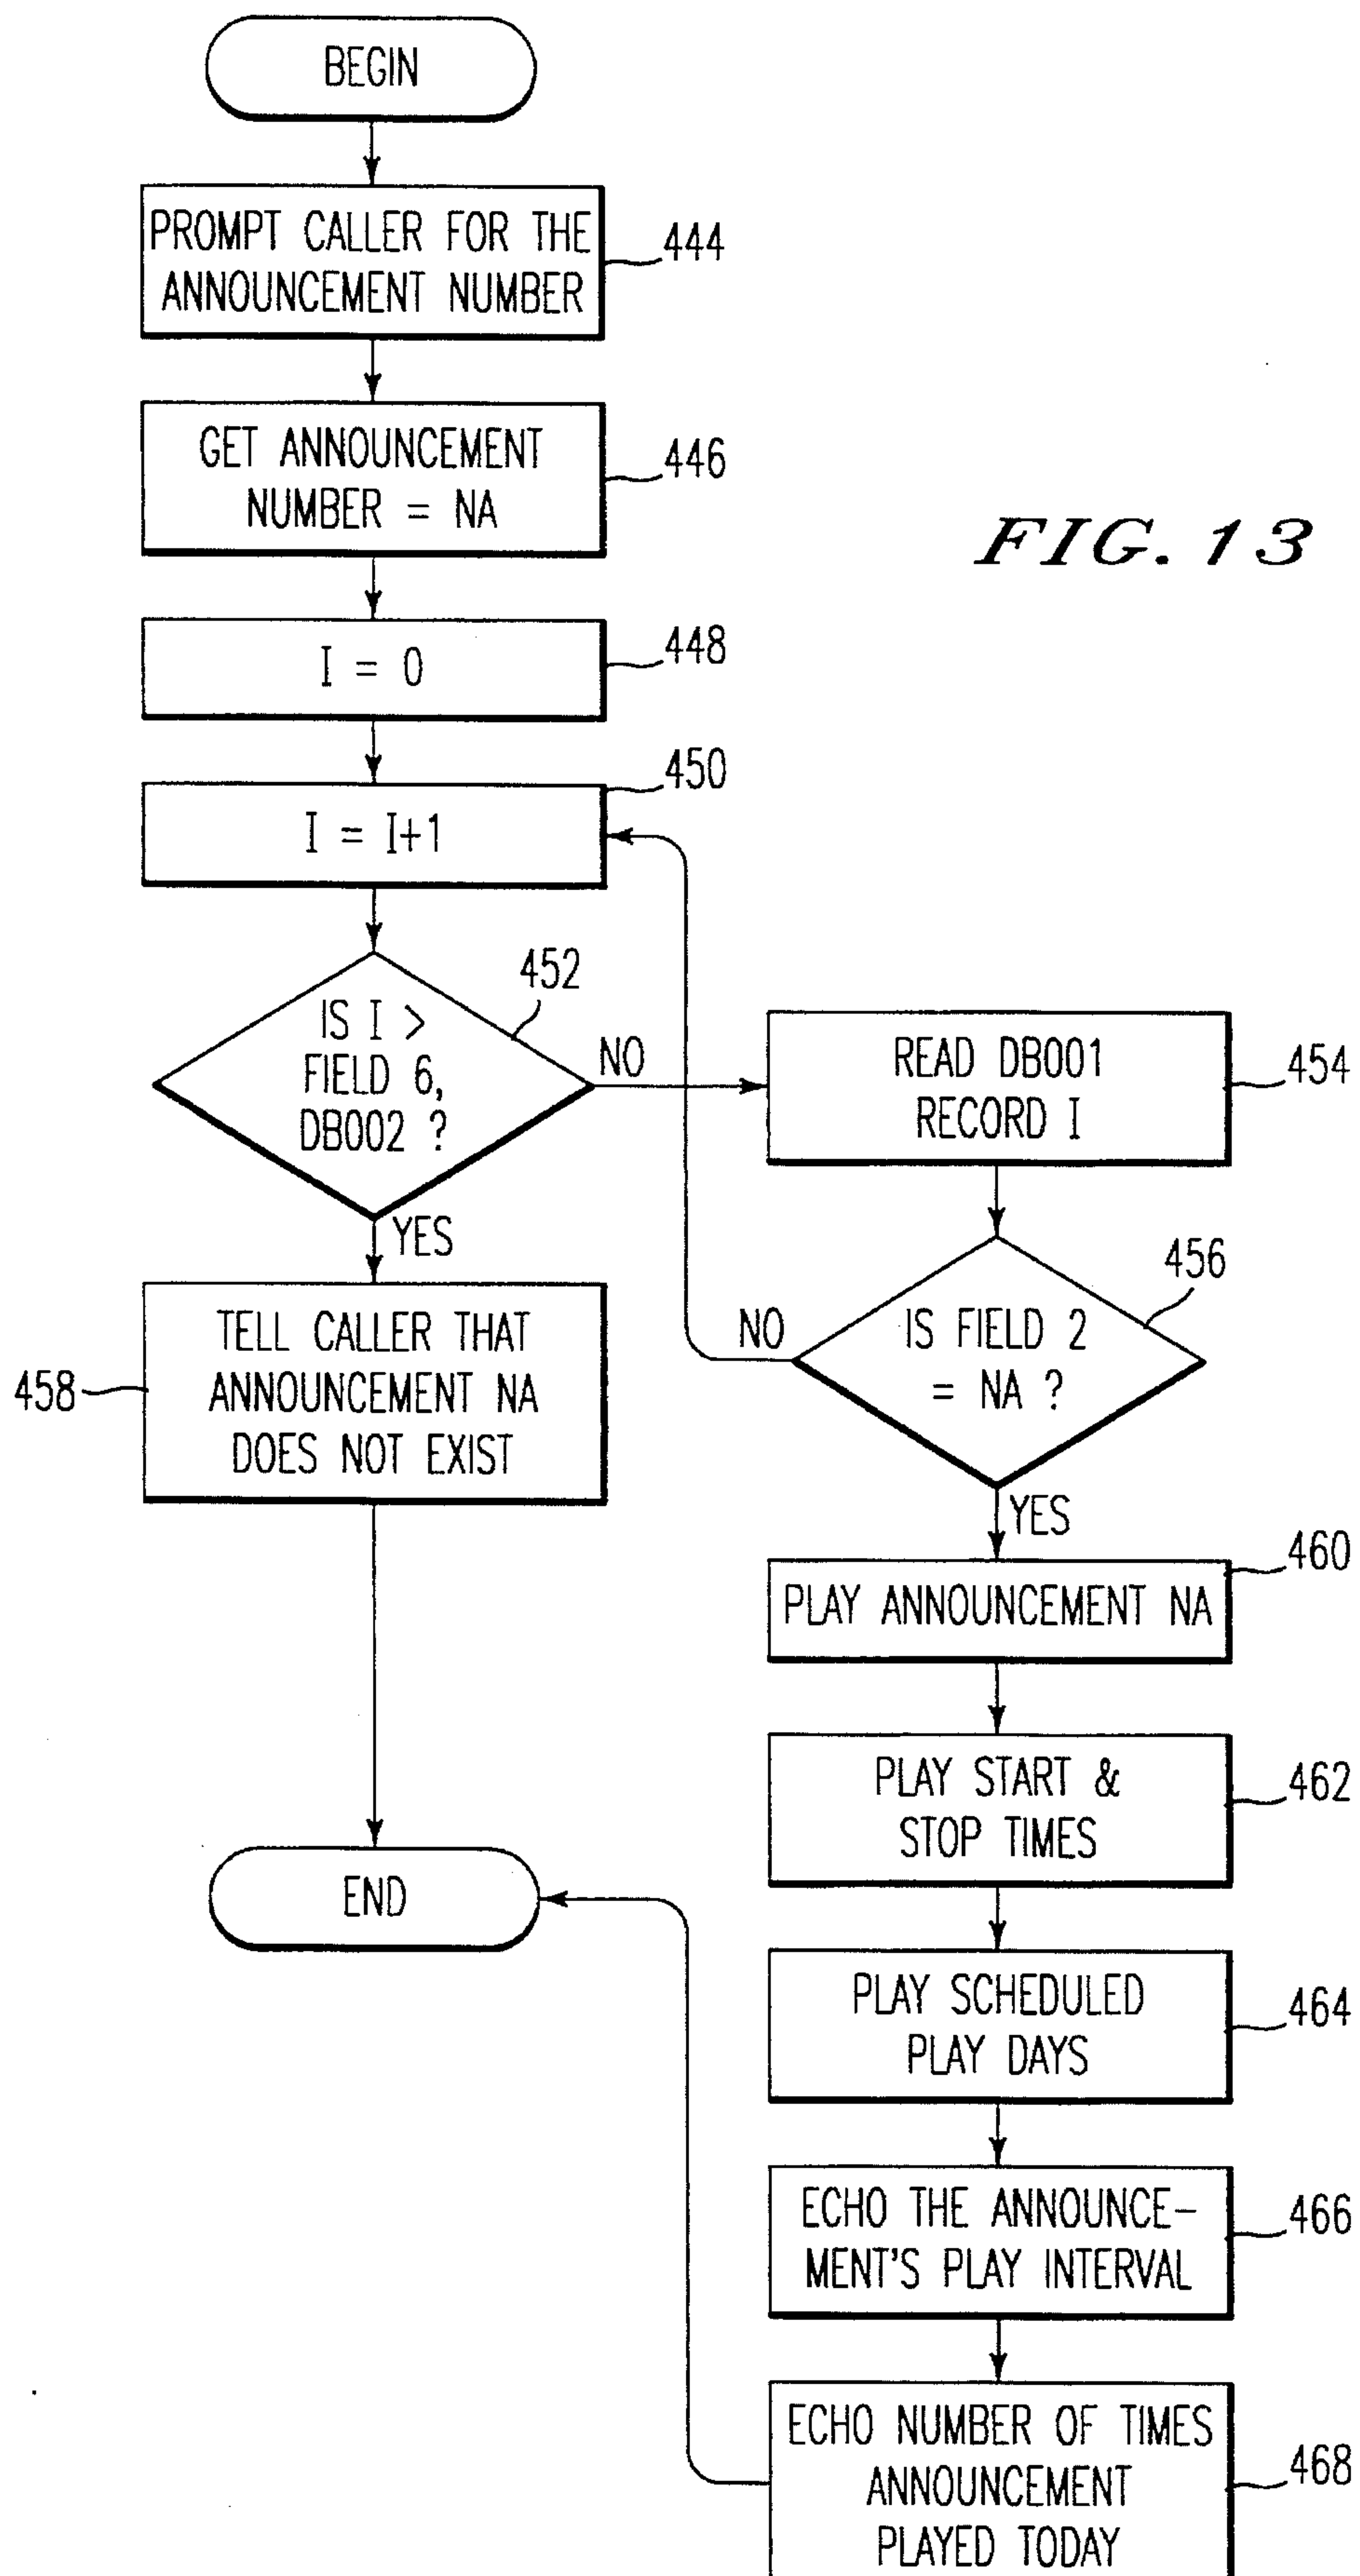 BEGIN
PROMPT CALLER FOR THE
ANNOUNCEMENT NUMBER
444
GET ANNOUNCEMENT
NUMBER = NA
446
FIG. 13
I = 0
448
I = I+1
450
IS I >
FIELD 6,
DB002 ?
452
NO
YES
READ DB001
RECORD I
454
IS FIELD 2
= NA ?
456
NO
YES
TELL CALLER THAT
ANNOUNCEMENT NA
DOES NOT EXIST
458
PLAY ANNOUNCEMENT NA
460
PLAY START &
STOP TIMES
462
END
PLAY SCHEDULED
PLAY DAYS
464
ECHO THE ANNOUNCE-
MENT'S PLAY INTERVAL
466
ECHO NUMBER OF TIMES
ANNOUNCEMENT
PLAYED TODAY
468